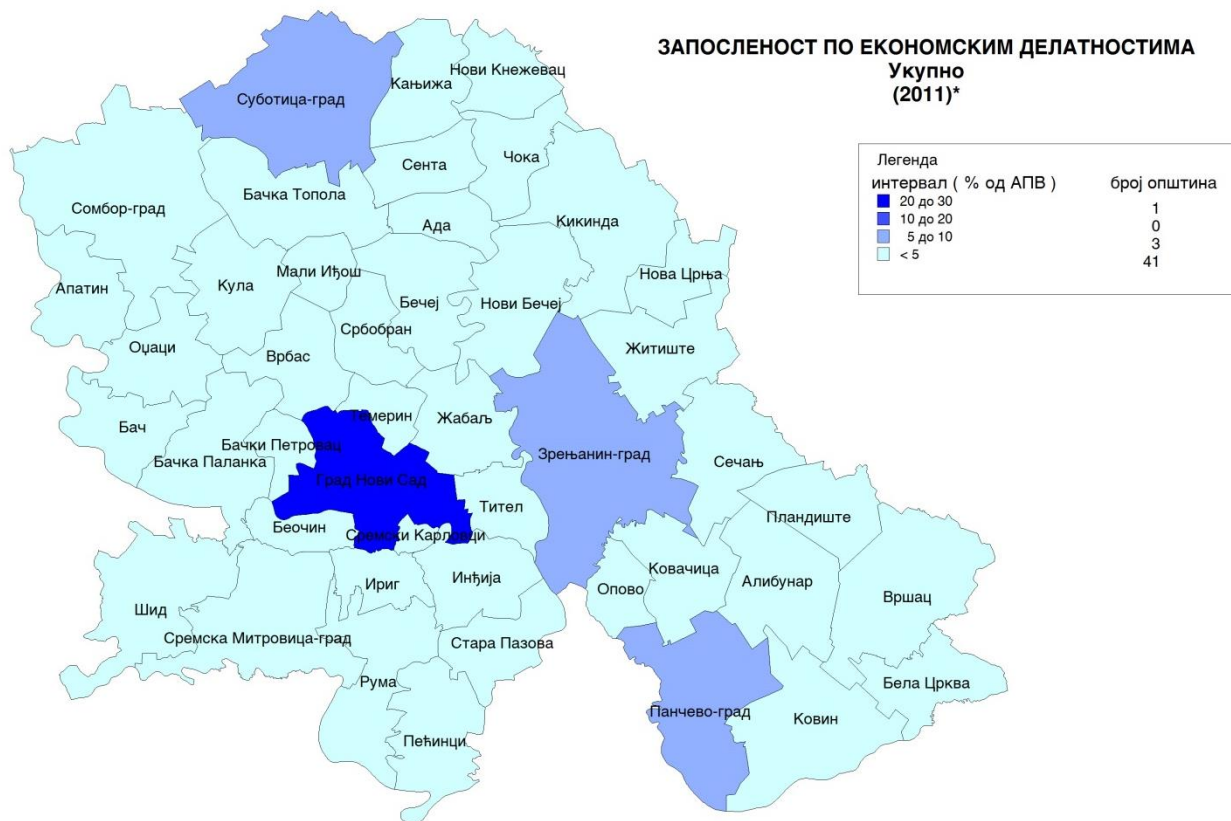 ЗАПОСЛЕНОСТ ПО ЕКОНОМСКИМ ДЕЛАТНОСТИМА
Укупно
(2011)*
Легенда
интервал ( % од АПВ ) број општина
20 до 30 1
10 до 20 0
5 до 10 3
< 5 41
Суботица-град
Кањижа
Нови Кнежевац
Сента
Чока
Бачка Топола
Сомбор-град
Ада
Кикинда
Мали Иђош
Нова Црња
Апатин
Кула
Бечеј
Нови Бечеј
Србобран
Оџаци
Врбас
Житиште
Темерин
Жабаљ
Бач
Бачки Петровац
Бачка Паланка
Зрењанин-град
Сечањ
Град Нови Сад
Тител
Пландиште
Беочин
Сремски Карловци
Ковачица
Алибунар
Ириг
Инђија
Опово
Вршац
Шид
Сремска Митровица-град
Стара Пазова
Рума
Бела Црква
Панчево-град
Ковин
Пећинци